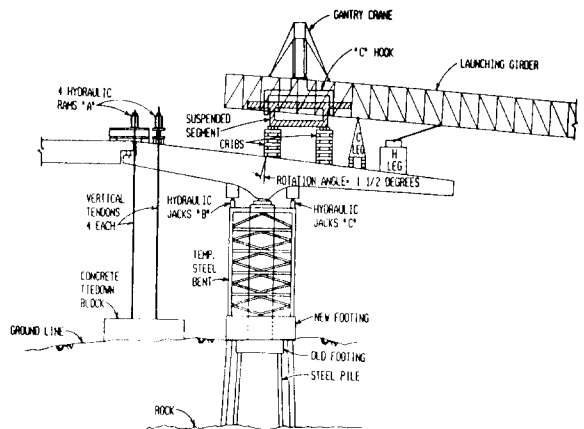 GANTRY CRANE
"C" HOOK
LAUNCHING GIRDER
4 HYDRAULIC
RAMS "A"
SUSPENDED
SEGMENT
CRIBS
C
LEG
H
LEG
ROTATION ANGLE= 1 1/2 DEGREES
VERTICAL
TENDONS
4 EACH
HYDRAULIC
JACKS "B"
HYDRAULIC
JACKS "C"
TEMP.
STEEL
BENT
CONCRETE
TIEDOWN
BLOCK
NEW FOOTING
GROUND LINE
OLD FOOTING
STEEL PILE
ROCK